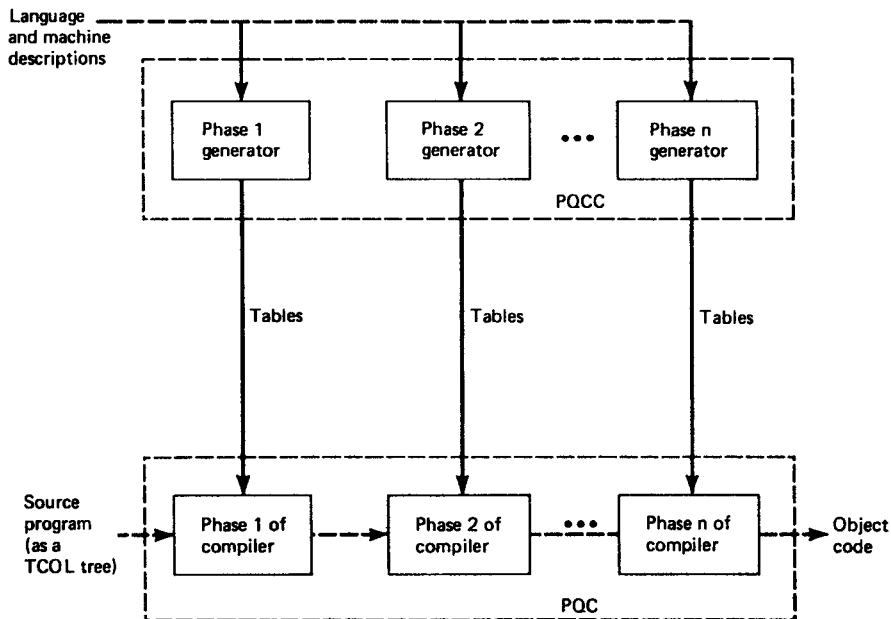 Language
and machine
descriptions
Phase 1
generator
Phase 2
generator
•••
Phase n
generator
PQCC
Tables
Tables
Tables
Source
program
(as a
TCOL tree)
Phase 1 of
compiler
Phase 2 of
compiler
•••
Phase n of
compiler
Object
code
PQC